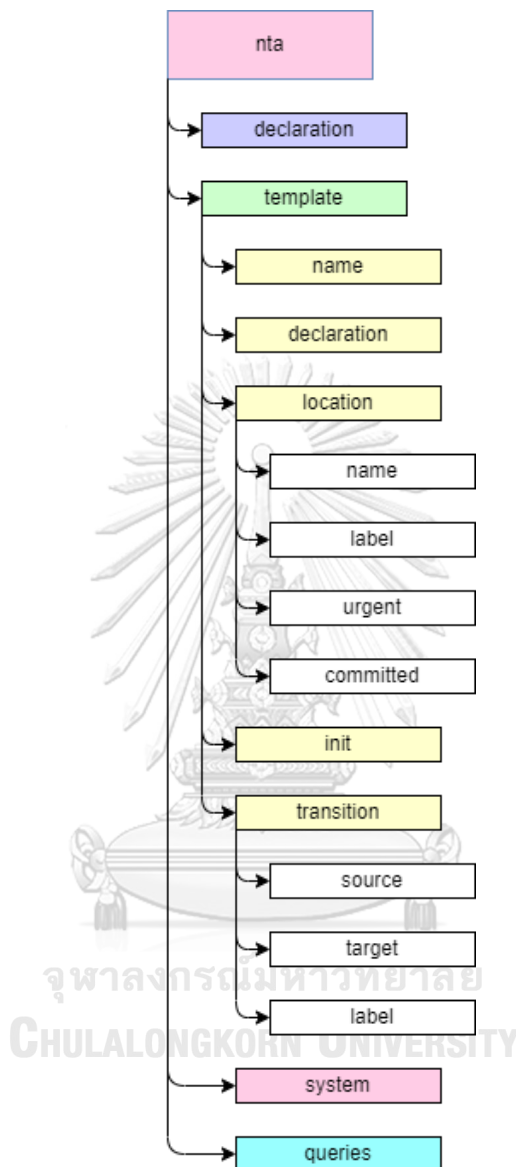 nta
declaration
template
name
declaration
location
name
label
urgent
committed
init
transition
source
target
label
จุฬาลงกรณ์มหาวิทยาลัย
CHULALONGKORN UNIVERSITY
system
queries